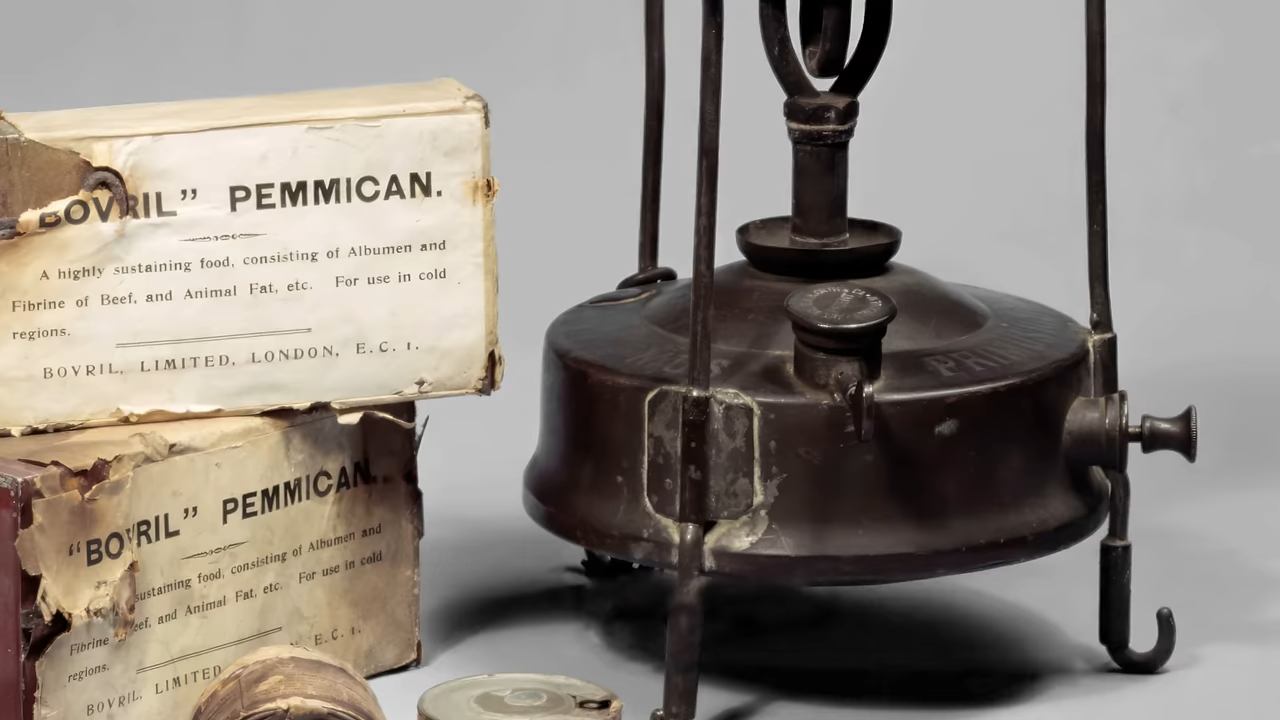 "BOVRIL" PEMMICAN.
A highly sustaining food, consisting of Albumen and
Fibrine of Beef, and Animal Fat, etc. For use in cold
regions.
BOVRIL, LIMITED, LONDON, E.C. 1.
"BOVRIL" PEMMICAN.
sustaining food, consisting of Albumen and
Fibrine eef, and Animal Fat, etc. For use in cold
regions.
BOVRIL, LIMITED E.C. 1.